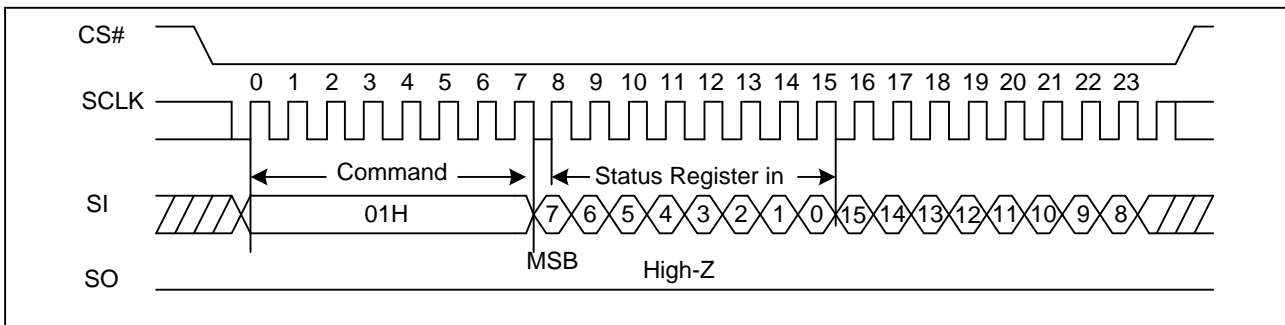 CS#
0 1 2 3 4 5 6 7 8 9 10 11 12 13 14 15 16 17 18 19 20 21 22 23
SCLK
Command
Status Register in
SI
01H
7 6 5 4 3 2 1 0 15 14 13 12 11 10 9 8
MSB
High-Z
SO